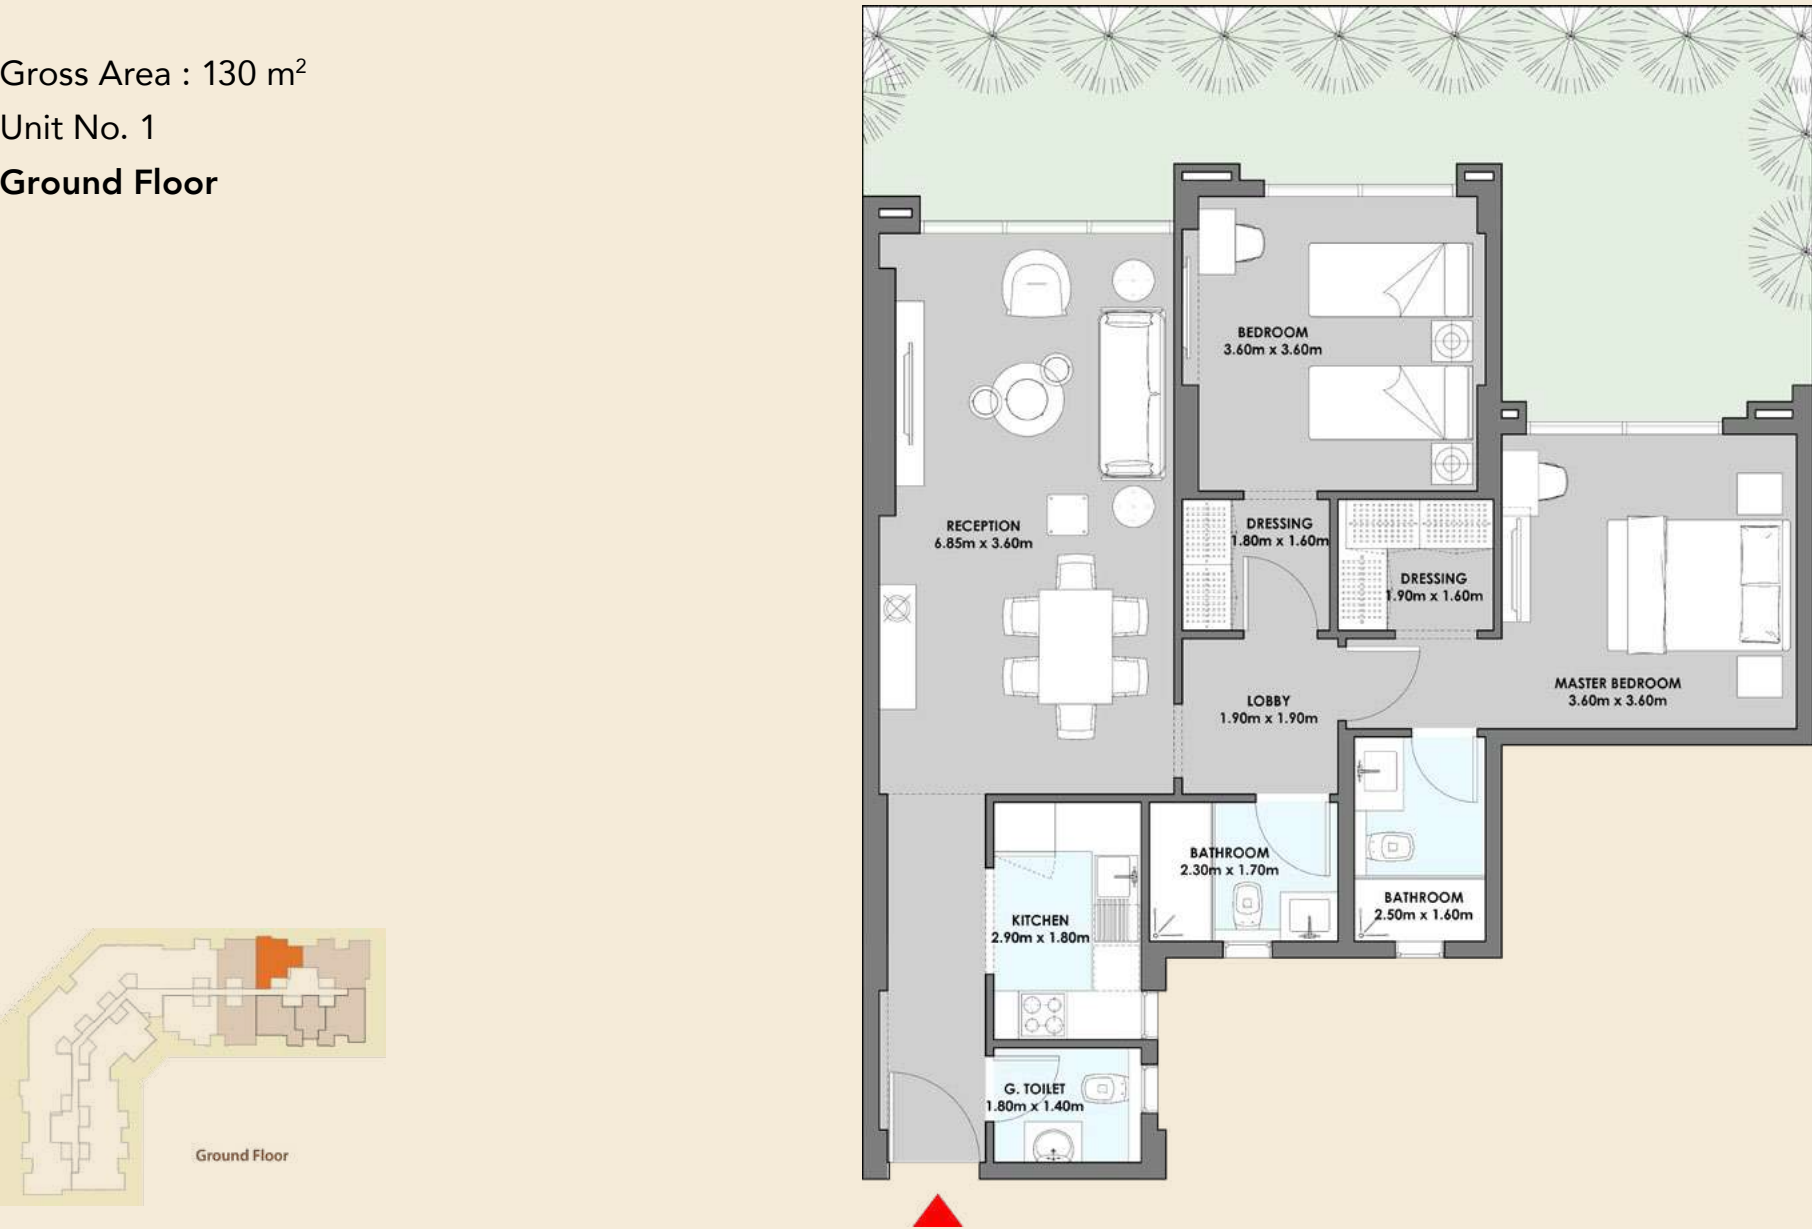 Gross Area : 130 m²
Unit No. 1
Ground Floor
BEDROOM
3.60m x 3.60m
RECEPTION
6.85m x 3.60m
DRESSING
1.80m x 1.60m
DRESSING
1.90m x 1.60m
MASTER BEDROOM
3.60m x 3.60m
LOBBY
1.90m x 1.90m
BATHROOM
2.30m x 1.70m
BATHROOM
2.50m x 1.60m
KITCHEN
2.90m x 1.80m
G. TOILET
1.80m x 1.40m
Ground Floor